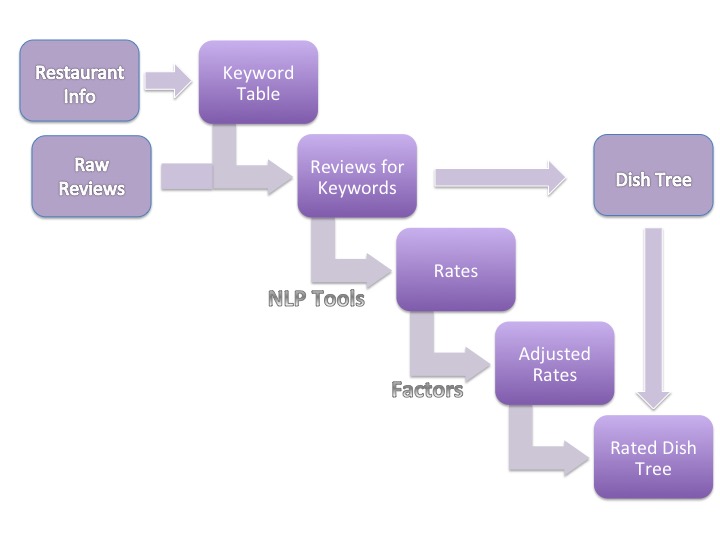 Restaurant
Info
Keyword
Table
Raw
Reviews
Reviews for
Keywords
Dish Tree
Rates
NLP Tools
Adjusted
Rates
Factors
Rated Dish
Tree